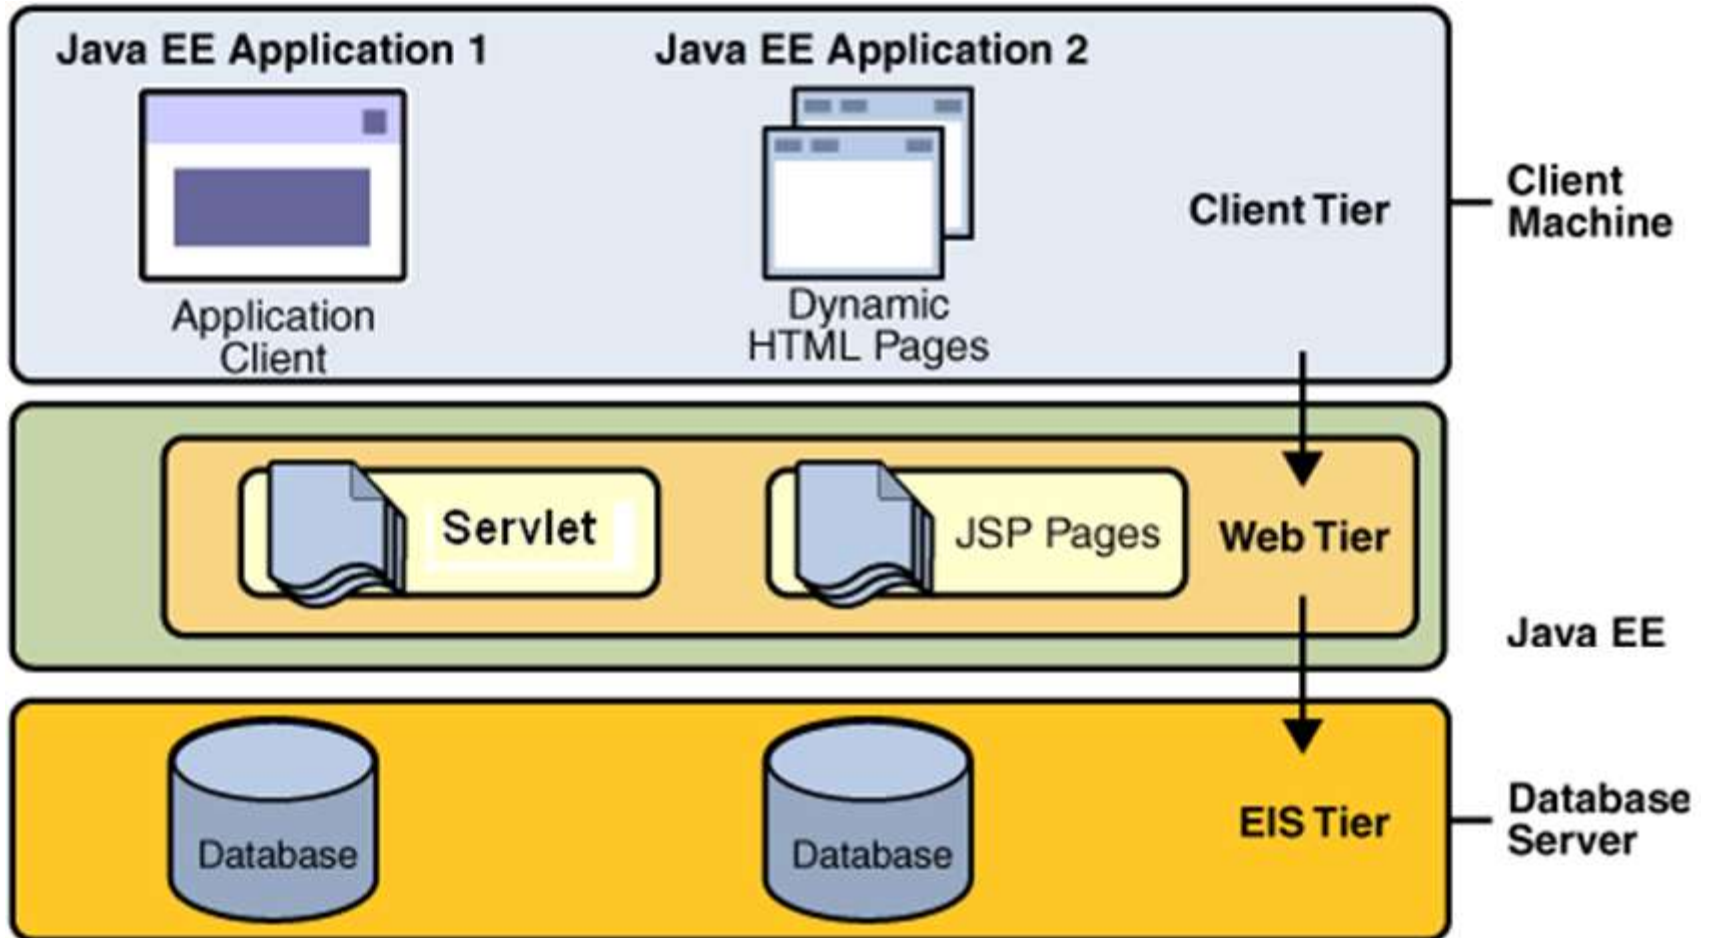 Java EE Application 1
Java EE Application 2
Application
Client
Dynamic
HTML Pages
Client Tier
Client
Machine
Servlet
JSP Pages
Web Tier
Java EE
Database
Database
EIS Tier
Database
Server